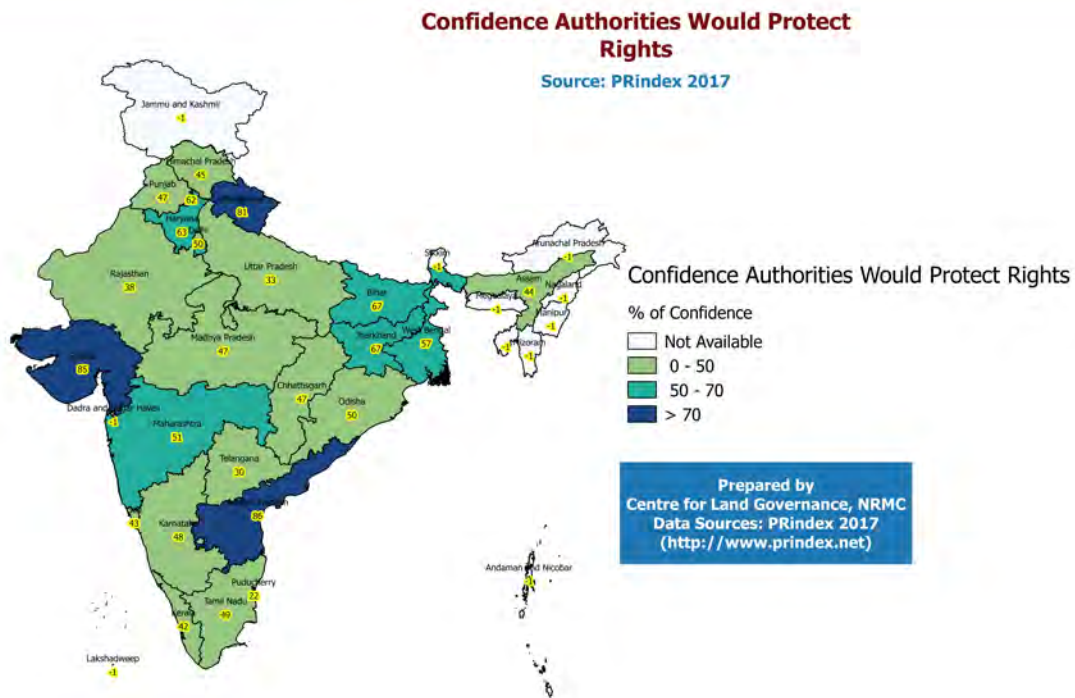 Confidence Authorities Would Protect
Rights
Source: PRindex 2017
Jammu and Kashmir
-1
Himachal Pradesh
45
Punjab
47
62
81
Haryana
63
Delhi
50
Rajasthan
38
Uttar Pradesh
33
Sikkim
-1
Arunachal Pradesh
-1
Assam
44
Nagaland
-1
Meghalaya
-1
Manipur
-1
-1
Mizoram
-1
Bihar
67
Jharkhand
67
West Bengal
57
Madhya Pradesh
47
85
Chhattisgarh
47
Odisha
50
Dadra and Nagar Haveli
-1
Maharashtra
51
Telangana
30
86
43
Karnataka
48
Puducherry
22
Tamil Nadu
49
Kerala
42
Lakshadweep
-1
Andaman and Nicobar
-1
Confidence Authorities Would Protect Rights
% of Confidence
Not Available
0 - 50
50 - 70
> 70
Prepared by
Centre for Land Governance, NRMC
Data Sources: PRindex 2017
(http://www.prindex.net)